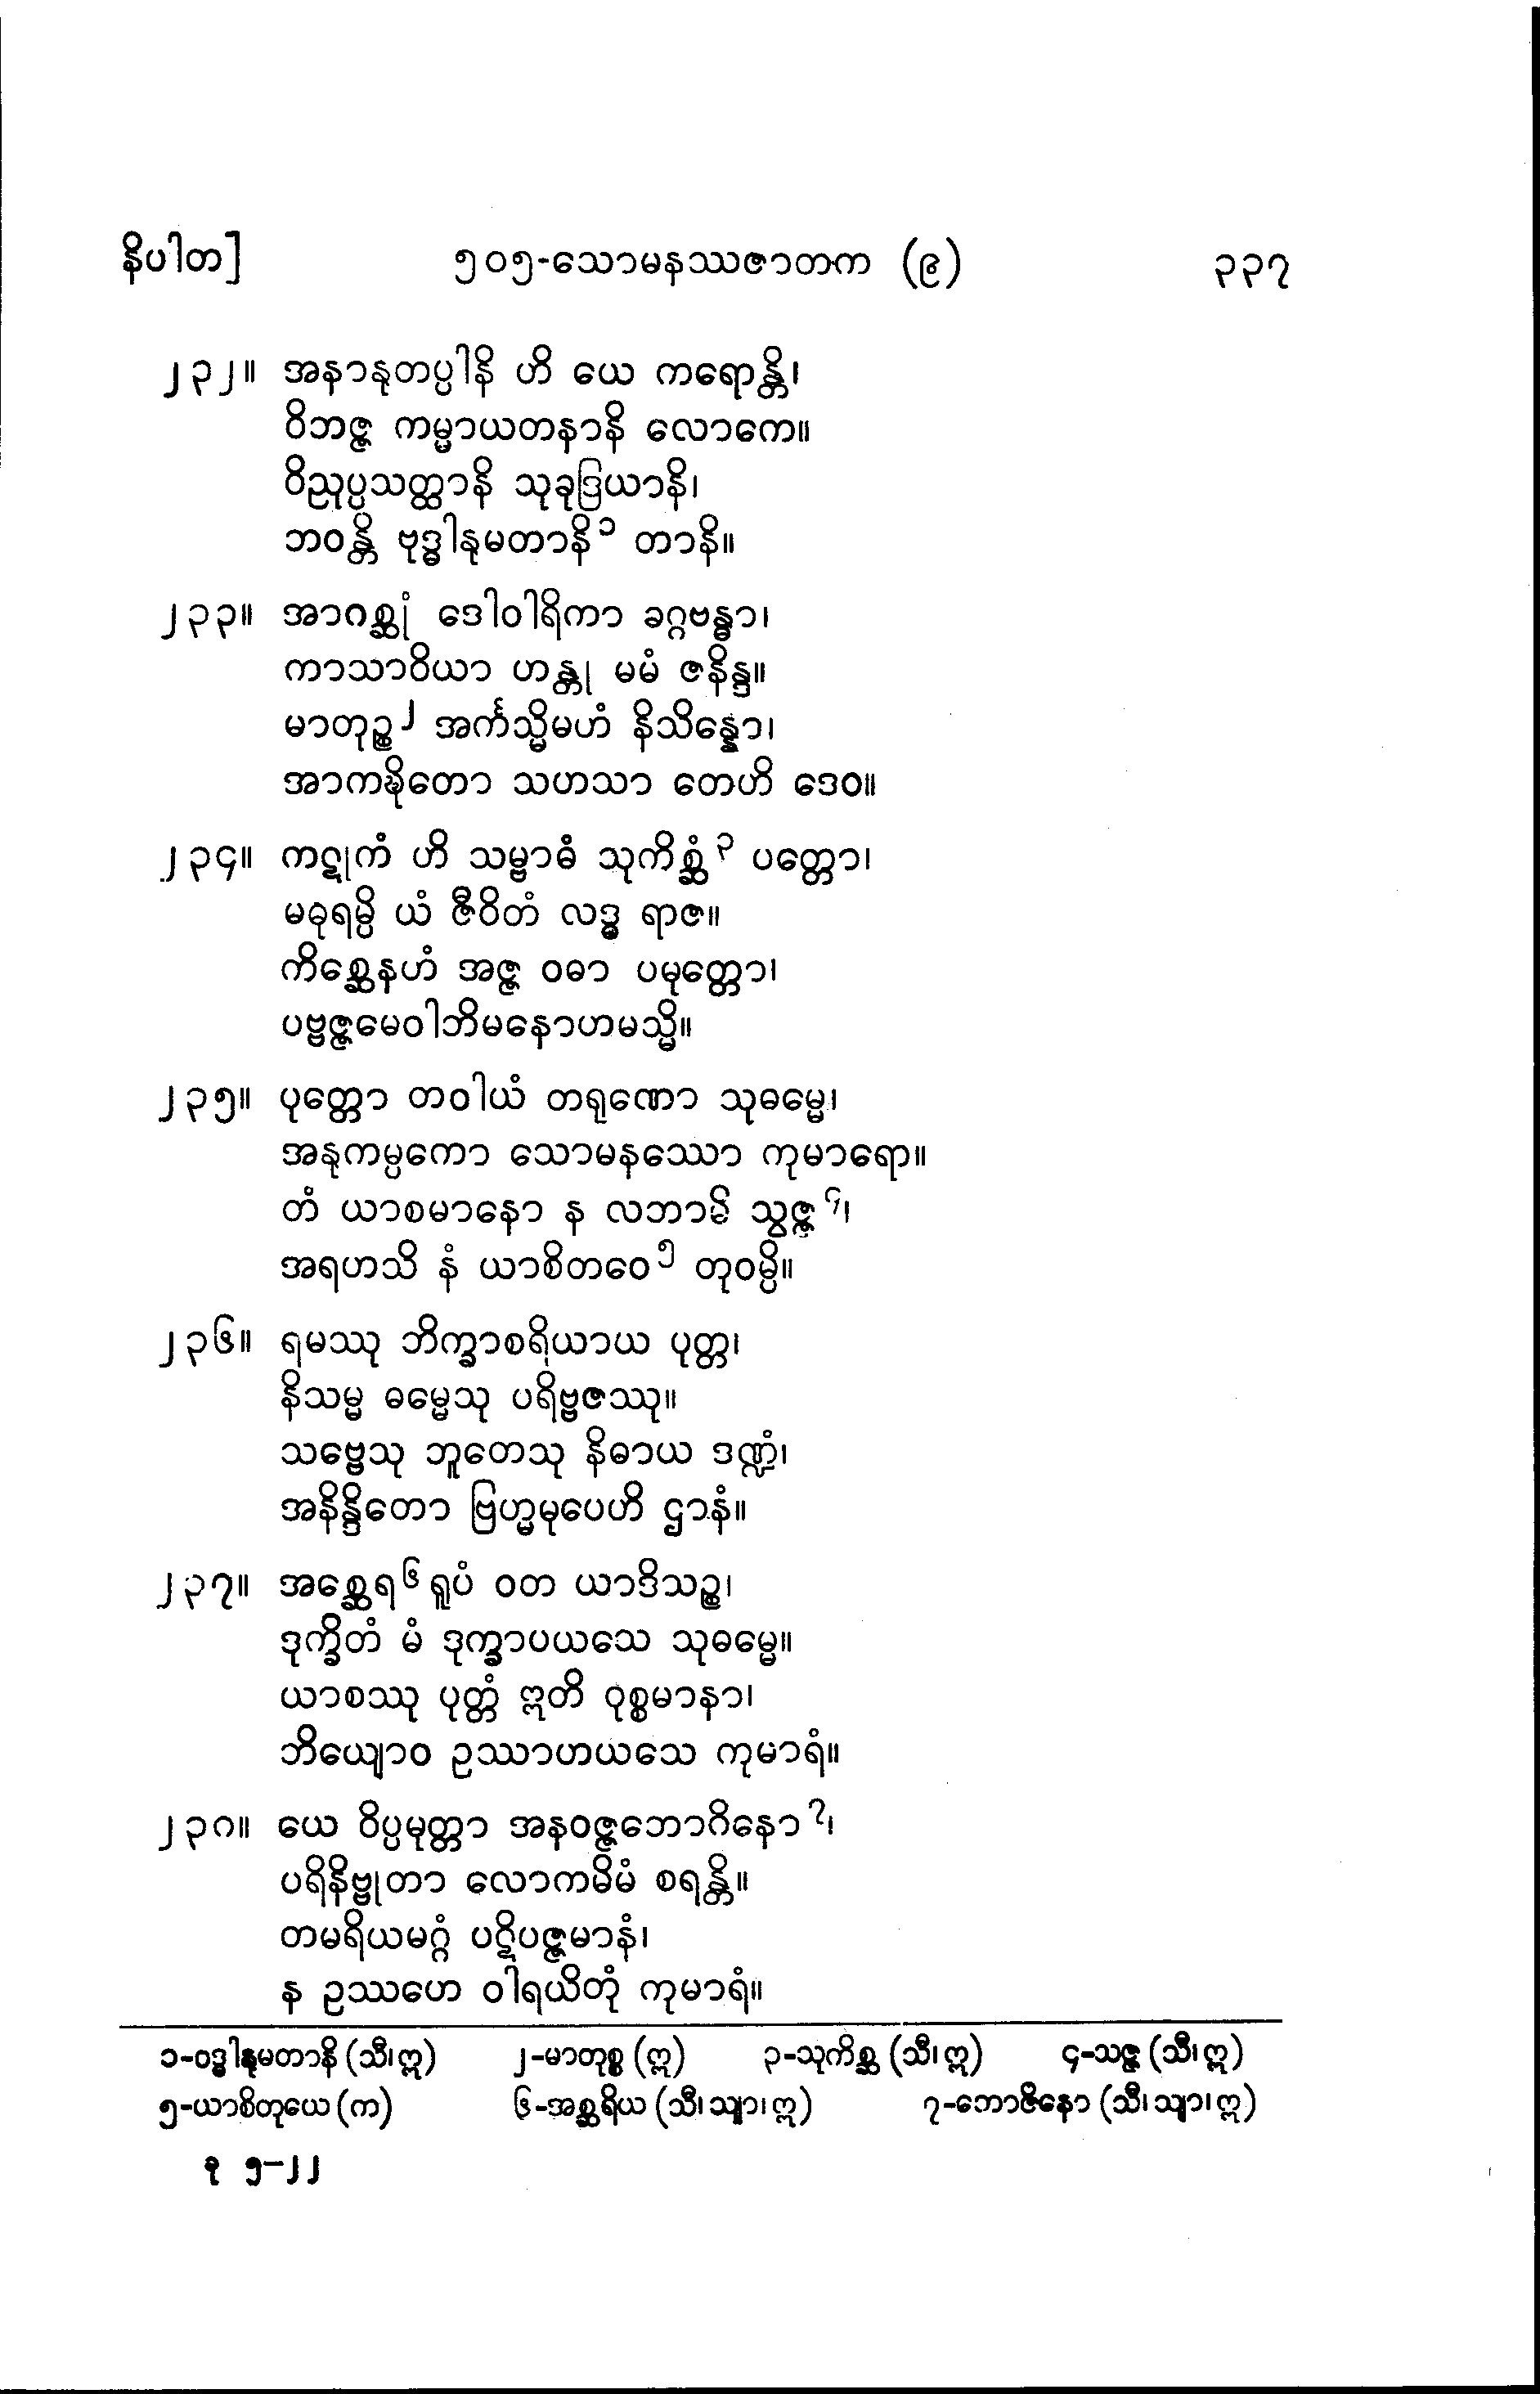 နိပါတ]	၅၀၅-သောမနဿဇာတက (၉)	၃၃၇
၂၃၂။ အနာနုတပ္ပါနိ ဟိ ယေ ကရောန္တိ၊
ဝိဘဇ္ဇ ကမ္မာယတနာနိ လောကေ။
ဝိညုပ္ပသတ္ထာနိ သုခုဒြယာနိ၊
ဘဝန္တိ ဗုဒ္ဓါနုမတာနိ၁ တာနိ။
၂၃၃။ အာဂစ္ဆုံ ဒေါဝါရိကာ ခဂ္ဂဗန္ဓာ၊
ကာသာဝိယာ ဟန္တု မမံ ဇနိန္ဒ။
မာတုဉ္စ၂ အင်္ကသ္မိမဟံ နိသိန္နော၊
အာကဍ္ဎိတော သဟသာ တေဟိ ဒေဝ။
၂၃၄။ ကဋုကံ ဟိ သမ္ဗာဓံ သုကိစ္ဆံ၃ ပတ္တော၊
မဓုရမ္ပိ ယံ ဇီဝိတံ လဒ္ဓ ရာဇ။
ကိစ္ဆေနဟံ အဇ္ဇ ဝဓာ ပမုတ္တော၊
ပဗ္ဗဇ္ဇမေဝါဘိမနောဟမသ္မိ။
၂၃၅။ ပုတ္တော တဝါယံ တရုဏော သုဓမ္မေ၊
အနုကမ္ပကော သောမနဿော ကုမာရော။
တံ ယာစမာနော န လဘာမိ သွဇ္ဇ၄၊
အရဟသိ နံ ယာစိတဝေ၅ တုဝမ္ပိ။
၂၃၆။ ရမဿု ဘိက္ခာစရိယာယ ပုတ္တ၊
နိသမ္မ ဓမ္မေသု ပရိဗ္ဗဇဿု။
သဗ္ဗေသု ဘူတေသု နိဓာယ ဒဏ္ဍံ၊
အနိန္ဒိတော ဗြဟ္မမုပေဟိ ဌာနံ။
၂၃၇။ အစ္ဆေရ၆ရူပံ ဝတ ယာဒိသဉ္စ၊
ဒုက္ခိတံ မံ ဒုက္ခာပယသေ သုဓမ္မေ။
ယာစဿု ပုတ္တံ ဣတိ ဝုစ္စမာနာ၊
ဘိယျောဝ ဥဿာဟယသေ ကုမာရံ။
၂၃၈။ ယေ ဝိပ္ပမုတ္တာ အနဝဇ္ဇဘောဂိနော၇၊
ပရိနိဗ္ဗုတာ လောကမိမံ စရန္တိ။
တမရိယမဂ္ဂံ ပဋိပဇ္ဇမာနံ၊
န ဥဿဟေ ဝါရယိတုံ ကုမာရံ။
၁-ဝဒ္ဓါနုမတာနိ (သီ၊ဣ)	၂-မာတုစ္စ (ဣ)	၃-သုကိစ္ဆ (သီ၊ဣ)	၄-သဇ္ဇ (သီ၊ဣ)
၅-ယာစိတုယေ (က)	၆-အစ္ဆရိယ (သီ၊သျာ၊ဣ)	၇-ဘောဇိနော (သီ၊သျာ၊ဣ)
ခု ၅-၂၂